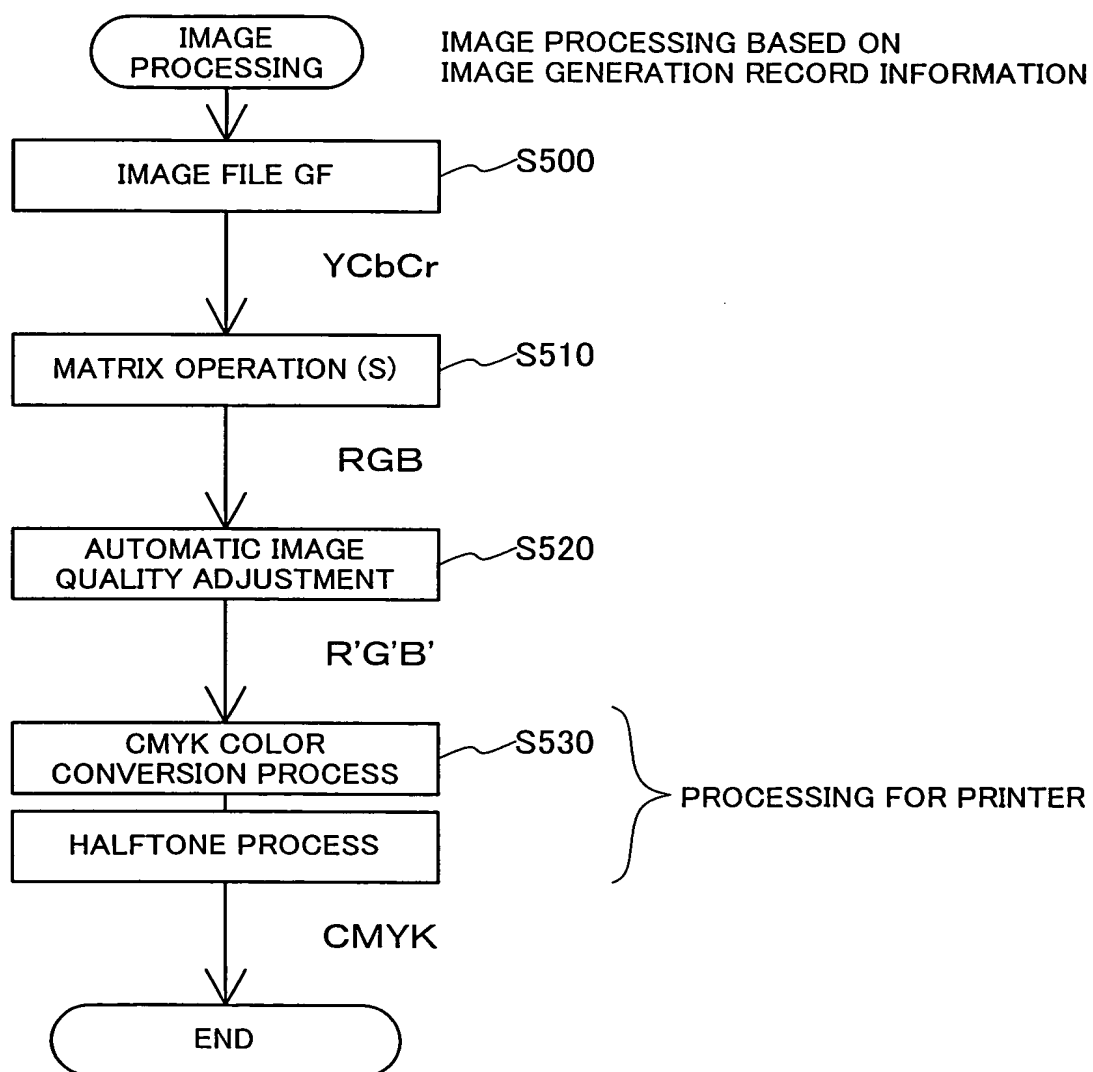 IMAGE
PROCESSING
IMAGE PROCESSING BASED ON
IMAGE GENERATION RECORD INFORMATION
IMAGE FILE GF
S500
YCbCr
MATRIX OPERATION (S)
S510
RGB
AUTOMATIC IMAGE
QUALITY ADJUSTMENT
S520
R'G'B'
CMYK COLOR
CONVERSION PROCESS
S530
HALFTONE PROCESS
PROCESSING FOR PRINTER
CMYK
END